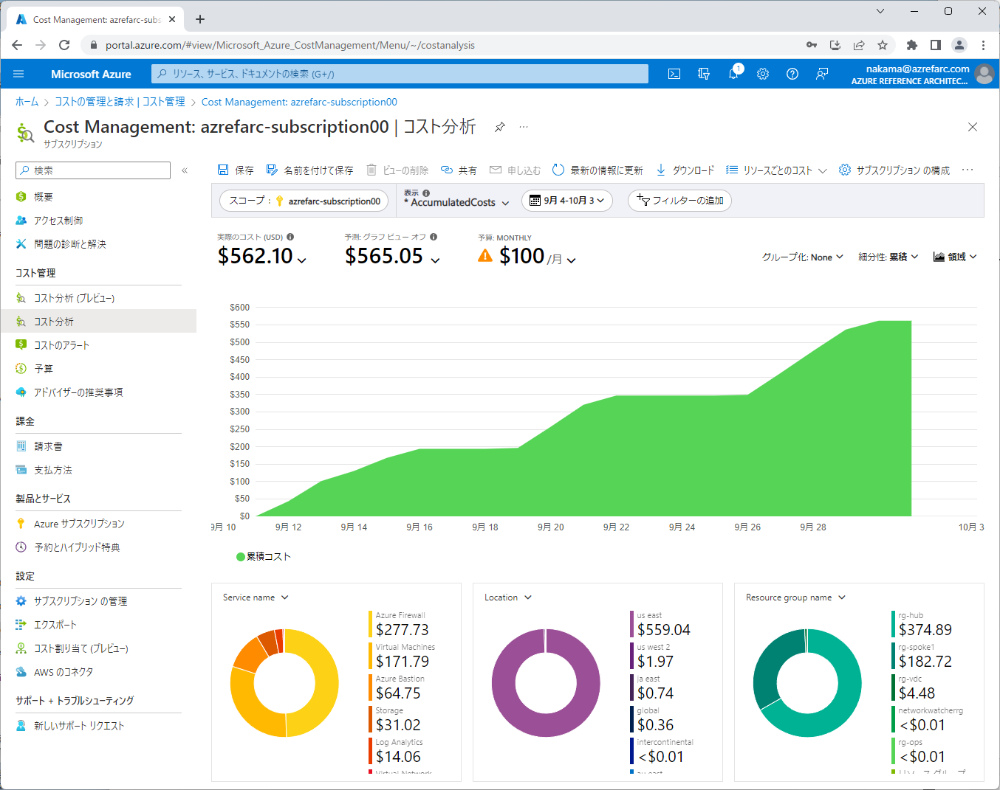 Cost Management: azrefarc-subs
portal.azure.com/#view/Microsoft_Azure_CostManagement/Menu/~/costanalysis
Microsoft Azure
リソース、サービス、ドキュメントの検索 (G+/)
1
nakama@azrefarc.com
AZURE REFERENCE ARCHITEC...
ホーム > コストの管理と請求 | コスト管理 > Cost Management: azrefarc-subscription00
Cost Management: azrefarc-subscription00 | コスト分析 ...
サブスクリプション
検索 «
概要
アクセス制御
問題の診断と解決
コスト管理
コスト分析 (プレビュー)
コスト分析
コストのアラート
予算
アドバイザーの推奨事項
課金
請求書
支払方法
製品とサービス
Azure サブスクリプション
予約とハイブリッド特典
設定
サブスクリプション の管理
エクスポート
コスト割り当て (プレビュー)
AWS のコネクタ
サポート + トラブルシューティング
新しいサポート リクエスト
保存 名前を付けて保存 ビューの削除 共有 申し込む 最新の情報に更新 ダウンロード リソースごとのコスト サブスクリプション の構成 ...
スコープ : azrefarc-subscription00
表示
* AccumulatedCosts
9月 4-10月 3
フィルターの追加
実際のコスト (USD)
$562.10
予測: グラフ ビュー オフ
$565.05
予算: MONTHLY
$100 /月
グループ化: None 細分性: 累積 領域
$600
$550
$500
$450
$400
$350
$300
$250
$200
$150
$100
$50
$0
9月 10 9月 12 9月 14 9月 16 9月 18 9月 20 9月 22 9月 24 9月 26 9月 28 10月 3
累積コスト
Service name
Azure Firewall
$277.73
Virtual Machines
$171.79
Azure Bastion
$64.75
Storage
$31.02
Log Analytics
$14.06
Virtual Network
Location
us east
$559.04
us west 2
$1.97
ja east
$0.74
global
$0.36
intercontinental
<$0.01
au east
Resource group name
rg-hub
$374.89
rg-spoke1
$182.72
rg-vdc
$4.48
networkwatcherrg
<$0.01
rg-ops
<$0.01
リソース グループ